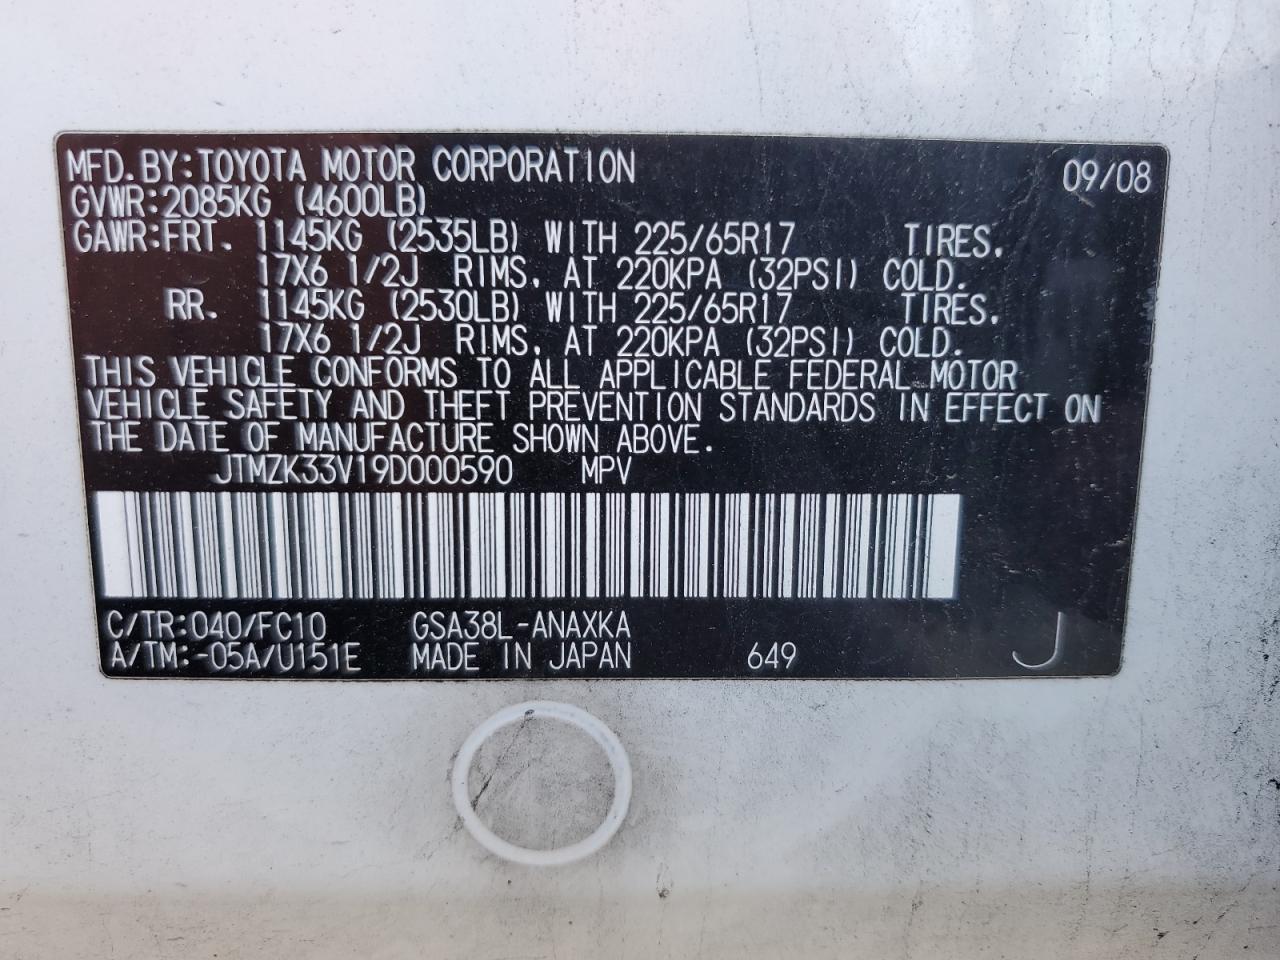 MFD.BY:TOYOTA MOTOR CORPORATION 09/08
GVWR:2085KG (4600LB)
GAWR:FRT. 1145KG (2535LB) WITH 225/65R17 TIRES,
17X6 1/2J RIMS, AT 220KPA (32PSI) COLD.
RR. 1145KG (2530LB) WITH 225/65R17 TIRES,
17X6 1/2J RIMS, AT 220KPA (32PSI) COLD.
THIS VEHICLE CONFORMS TO ALL APPLICABLE FEDERAL MOTOR
VEHICLE SAFETY AND THEFT PREVENTION STANDARDS IN EFFECT ON
THE DATE OF MANUFACTURE SHOWN ABOVE.
JTMZK33V19D000590 MPV
C/TR:040/FC10 GSA38L-ANAXKA
A/TM:-05A/U151E MADE IN JAPAN 649 J